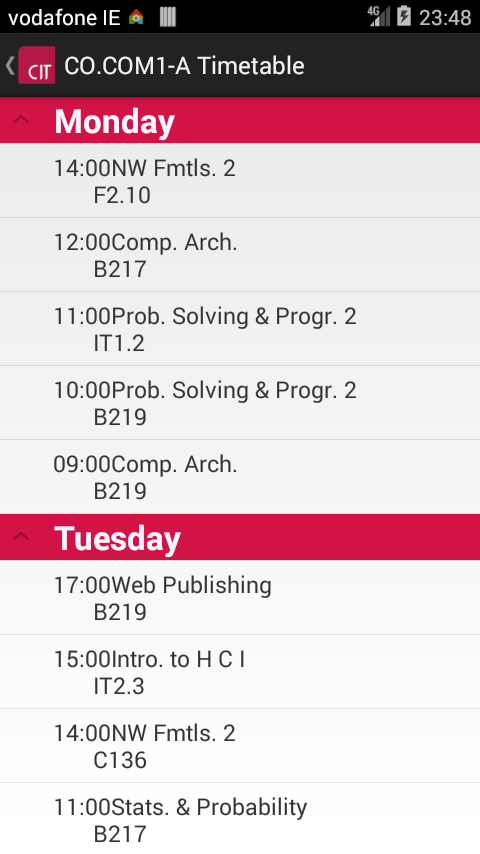 vodafone IE 4G 23:48
CIT CO.COM1-A Timetable
Monday
14:00NW Fmtls. 2
F2.10
12:00Comp. Arch.
B217
11:00Prob. Solving & Progr. 2
IT1.2
10:00Prob. Solving & Progr. 2
B219
09:00Comp. Arch.
B219
Tuesday
17:00Web Publishing
B219
15:00Intro. to H C I
IT2.3
14:00NW Fmtls. 2
C136
11:00Stats. & Probability
B217